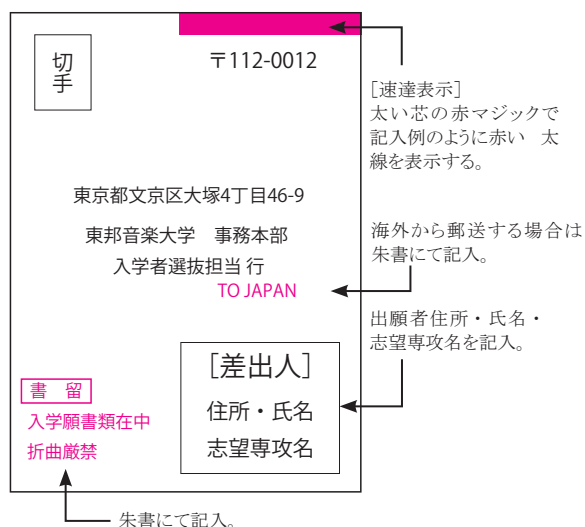 切手
〒112-0012
[速達表示]
太い芯の赤マジックで
記入例のように赤い　太
線を表示する。
東京都文京区大塚4丁目46-9
東邦音楽大学　事務本部
入学者選抜担当 行
TO JAPAN
海外から郵送する場合は
朱書にて記入。
出願者住所・氏名・
志望専攻名を記入。
[差出人]
住所・氏名
志望専攻名
書　留
入学願書類在中
折曲厳禁
朱書にて記入。